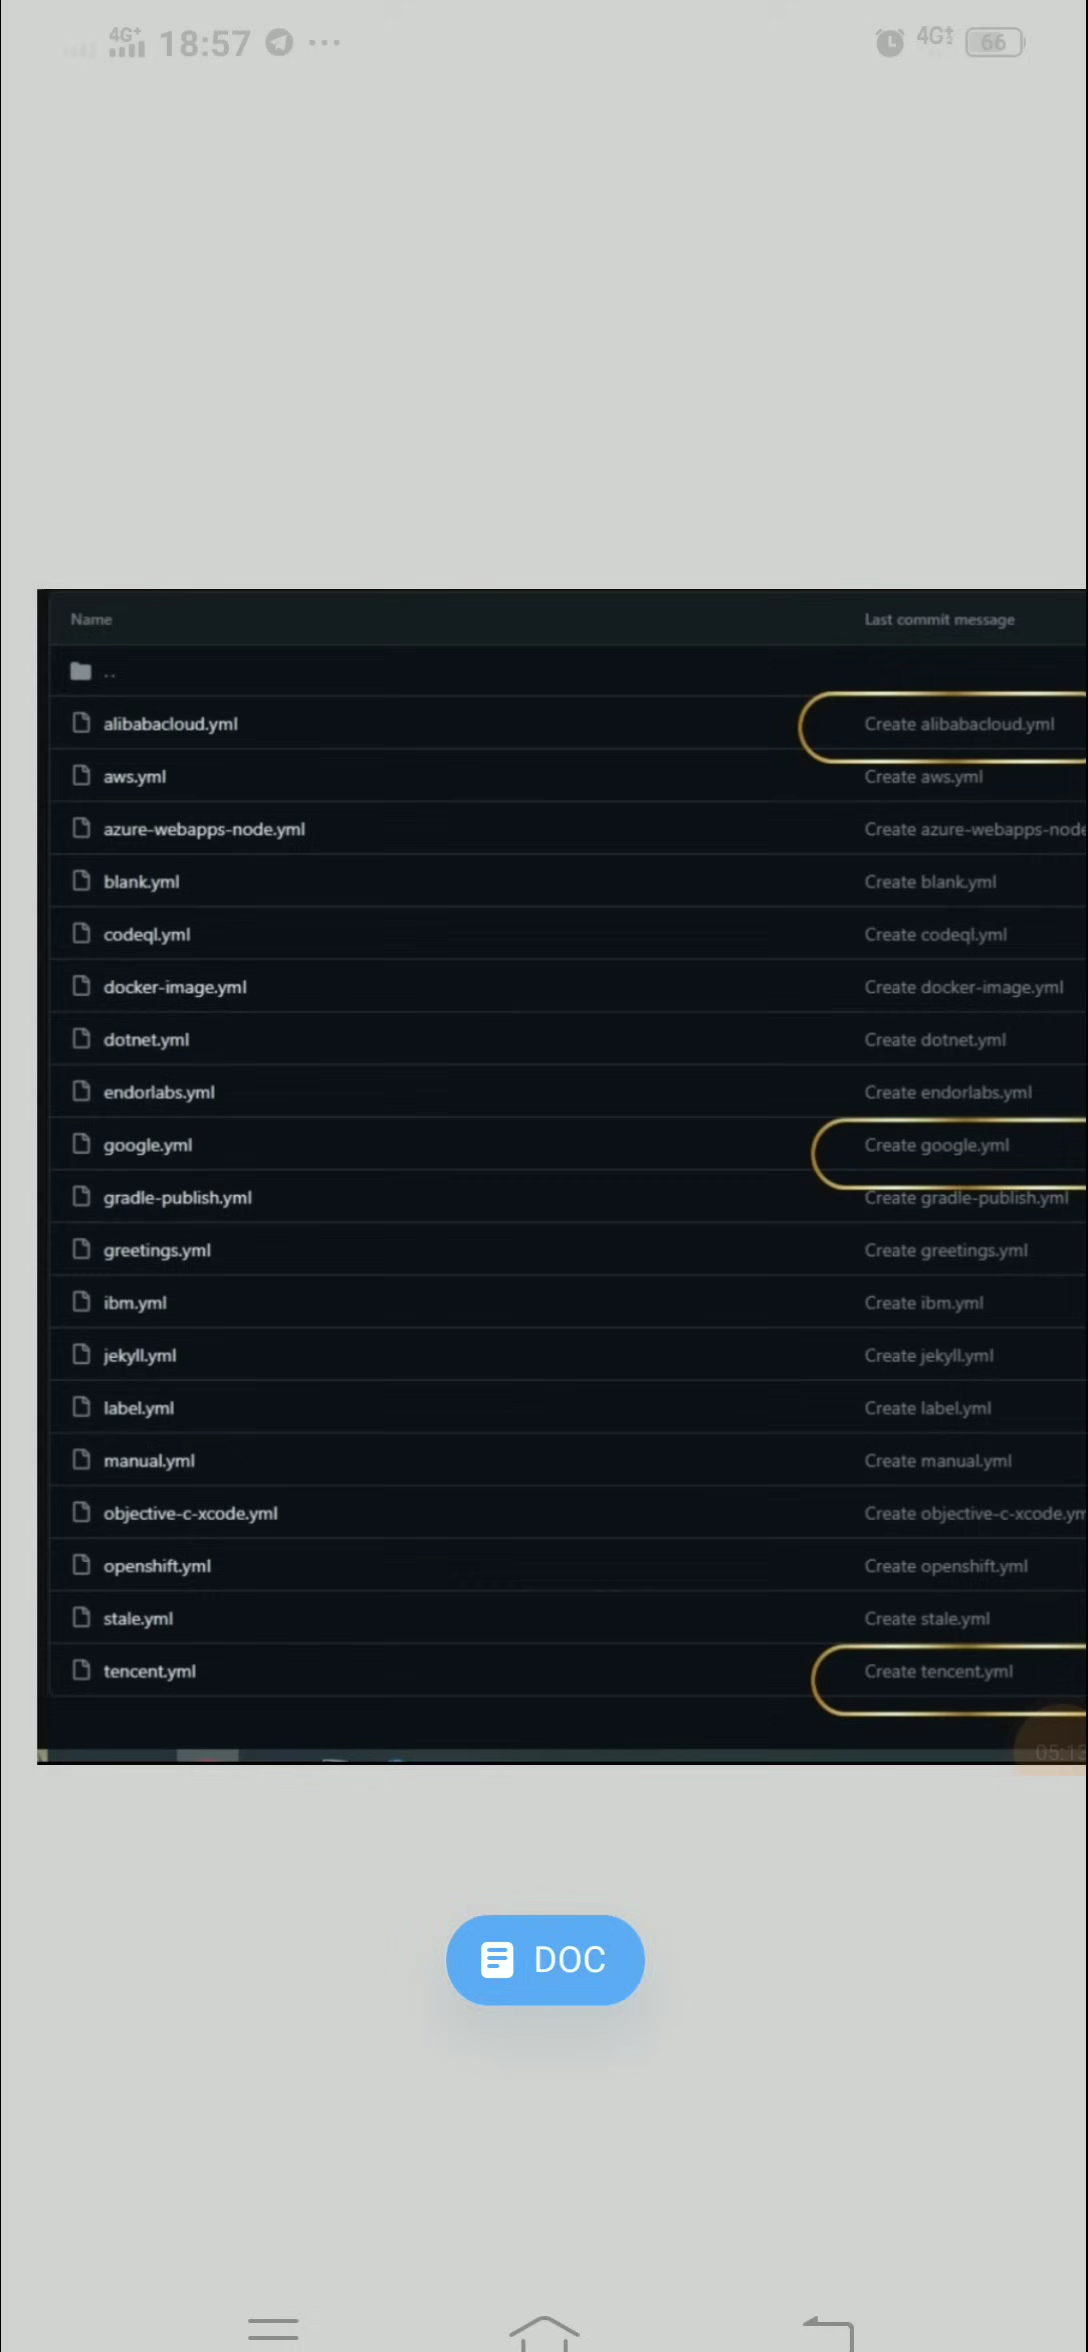 4G+ 18:57 ... 4G+ 66
Name Last commit message
..
alibabacloud.yml Create alibabacloud.yml
aws.yml Create aws.yml
azure-webapps-node.yml Create azure-webapps-node
blank.yml Create blank.yml
codeql.yml Create codeql.yml
docker-image.yml Create docker-image.yml
dotnet.yml Create dotnet.yml
endorlabs.yml Create endorlabs.yml
google.yml Create google.yml
gradle-publish.yml Create gradle-publish.yml
greetings.yml Create greetings.yml
ibm.yml Create ibm.yml
jekyll.yml Create jekyll.yml
label.yml Create label.yml
manual.yml Create manual.yml
objective-c-xcode.yml Create objective-c-xcode.ym
openshift.yml Create openshift.yml
stale.yml Create stale.yml
tencent.yml Create tencent.yml
05:13
DOC